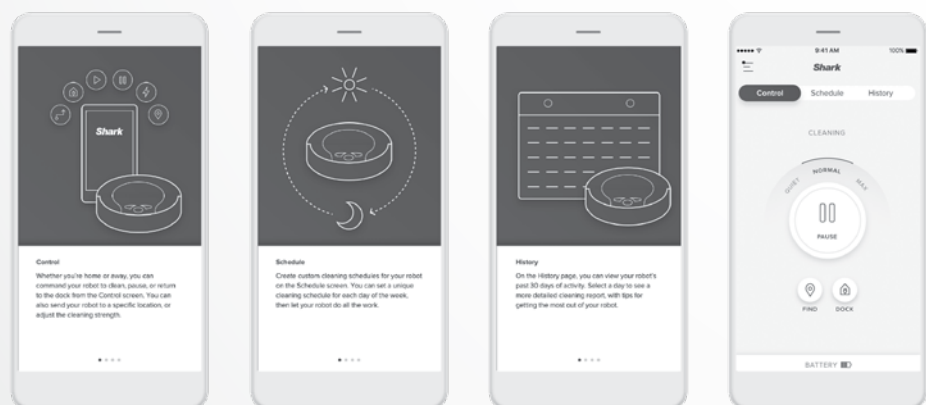 Shark
Control
Whether you're home or away, you can
command your robot to clean, pause, or return
to the dock from the Control screen. You can
also send your robot to a specific location, or
adjust the cleaning strength.
Schedule
Create custom cleaning schedules for your robot
on the Schedule screen. You can set a unique
cleaning schedule for each day of the week,
then let your robot do all the work.
History
On the History page, you can view your robot's
past 30 days of activity. Select a day to see a
more detailed cleaning report, with tips for
getting the most out of your robot.
9:41 AM 100%
Shark
Control Schedule History
CLEANING
QUIET NORMAL MAX
PAUSE
FIND DOCK
BATTERY